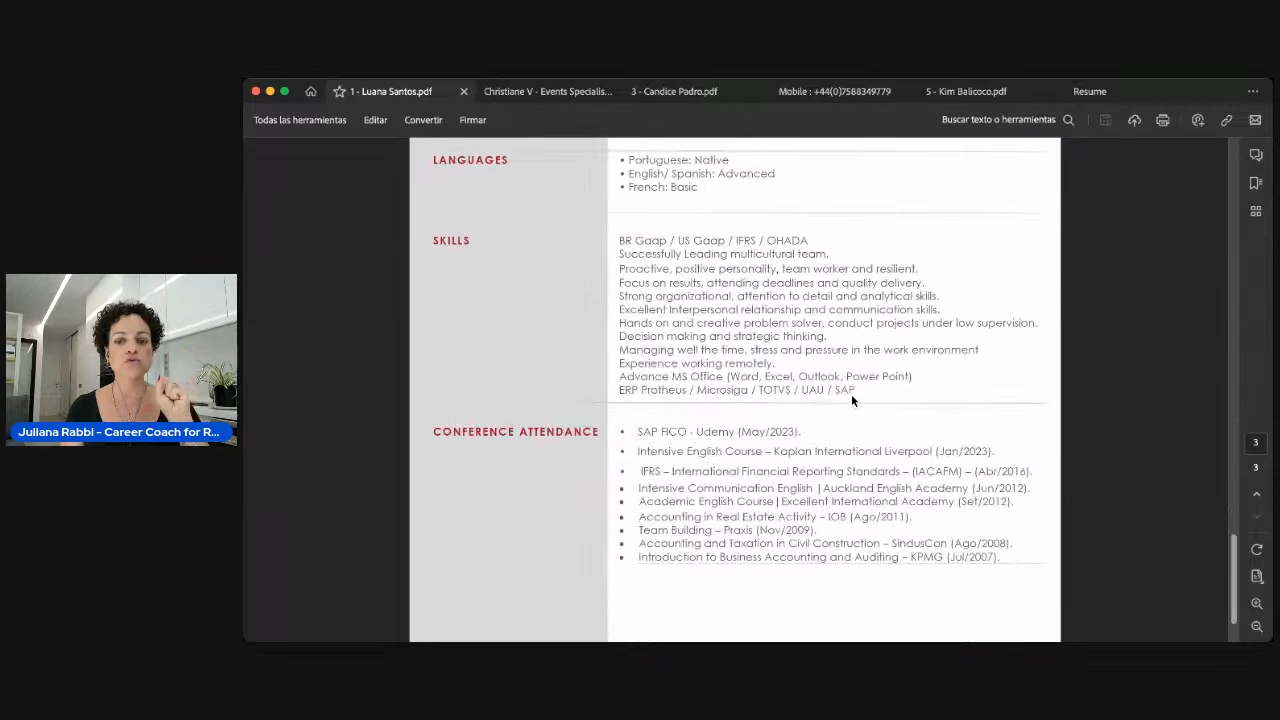 1 - Luana Santos.pdf
Christiane V - Events Specialis...
3 - Candice Padro.pdf
Mobile : +44(0)7588349779
5 - Kim Balicoco.pdf
Resume
Todas las herramientas
Editar
Convertir
Firmar
Buscar texto o herramientas
LANGUAGES
• Portuguese: Native
• English/ Spanish: Advanced
• French: Basic
SKILLS
BR Gaap / US Gaap / IFRS / OHADA
Successfully Leading multicultural team.
Proactive, positive personality, team worker and resilient.
Focus on results, attending deadlines and quality delivery.
Strong organizational, attention to detail and analytical skills.
Excellent Interpersonal relationship and communication skills.
Hands on and creative problem solver, conduct projects under low supervision.
Decision making and strategic thinking.
Managing well the time, stress and pressure in the work environment
Experience working remotely.
Advance MS Office (Word, Excel, Outlook, Power Point)
ERP Protheus / Microsiga / TOTVS / UAU / SAP
CONFERENCE ATTENDANCE
• SAP FICO - Udemy (May/2023).
• Intensive English Course – Kaplan International Liverpool (Jan/2023).
• IFRS – International Financial Reporting Standards – (IACAFM) – (Abr/2016).
• Intensive Communication English |Auckland English Academy (Jun/2012).
• Academic English Course|Excellent International Academy (Set/2012).
• Accounting in Real Estate Activity – IOB (Ago/2011).
• Team Building – Praxis (Nov/2009).
• Accounting and Taxation in Civil Construction – SindusCon (Ago/2008).
• Introduction to Business Accounting and Auditing – KPMG (Jul/2007).
3
3
Juliana Rabbi – Career Coach for R...